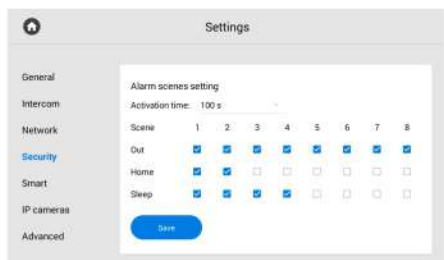 Settings
General
Intercom
Network
Security
Smart
IP cameras
Advanced
Alarm scenes setting
Activation time: 100 s
Scene 1 2 3 4 5 6 7 8
Out
Home
Sleep
Save